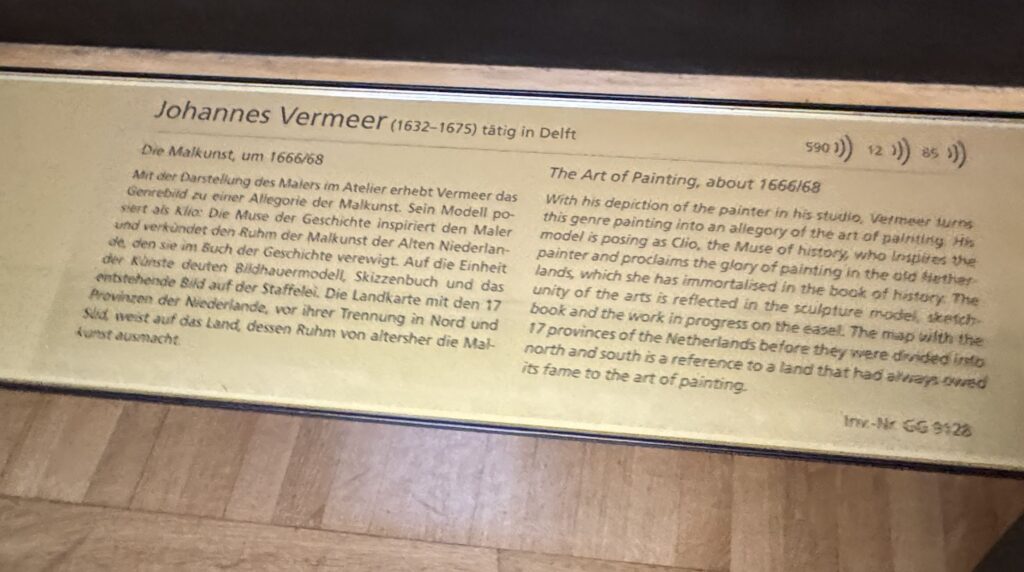 Johannes Vermeer (1632–1675) tätig in Delft
590 12 85
Die Malkunst, um 1666/68
Mit der Darstellung des Malers im Atelier erhebt Vermeer das
Genrebild zu einer Allegorie der Malkunst. Sein Modell po-
siert als Klio: Die Muse der Geschichte inspiriert den Maler
und verkündet den Ruhm der Malkunst der Alten Niederlan-
de, den sie im Buch der Geschichte verewigt. Auf die Einheit
der Künste deuten Bildhauermodell, Skizzenbuch und das
entstehende Bild auf der Staffelei. Die Landkarte mit den 17
Provinzen der Niederlande, vor ihrer Trennung in Nord und
Süd, weist auf das Land, dessen Ruhm von altersher die Mal-
kunst ausmacht.
The Art of Painting, about 1666/68
With his depiction of the painter in his studio, Vermeer turns
this genre painting into an allegory of the art of painting. His
model is posing as Clio, the Muse of history, who inspires the
painter and proclaims the glory of painting in the old Nether-
lands, which she has immortalised in the book of history. The
unity of the arts is reflected in the sculpture model, sketch-
book and the work in progress on the easel. The map with the
17 provinces of the Netherlands before they were divided into
north and south is a reference to a land that had always owed
its fame to the art of painting.
Inv.-Nr. GG 9128